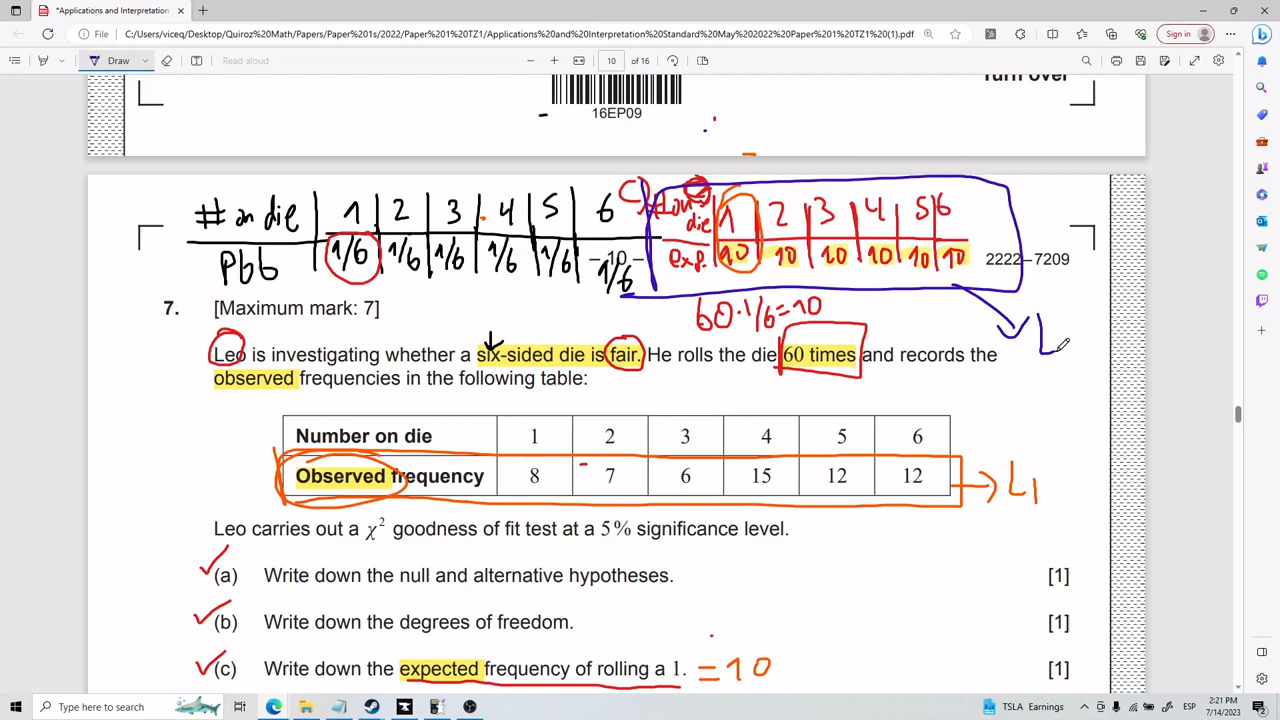 *Applications and Interpretation
C:/Users/viceq/Desktop/Quiroz%20Math/Papers/Paper%201s/2022/Paper%201%20TZ1/Applications%20and%20Interpretation%20Standard%20May%202022%20Paper%201%20TZ1%20(1).pdf
Sign in
Draw
Read aloud
10 of 16
Turn over
16EP09
# on die 1 2 3 4 5 6
pbb 1/6 1/6 1/6 1/6 1/6 1/6
– 10 –
2222–7209
C)
die 1 2 3 4 5 6
exp. 10 10 10 10 10 10
60·1/6=10
7. [Maximum mark: 7]
Leo is investigating whether a six-sided die is fair. He rolls the die 60 times and records the
observed frequencies in the following table:
Number on die 1 2 3 4 5 6
Observed frequency 8 7 6 15 12 12
→ L1
L
Leo carries out a χ² goodness of fit test at a 5% significance level.
(a) Write down the null and alternative hypotheses. [1]
(b) Write down the degrees of freedom. [1]
(c) Write down the expected frequency of rolling a 1. = 10 [1]
Type here to search
TSLA Earnings
ESP
2:21 PM
7/14/2023
2